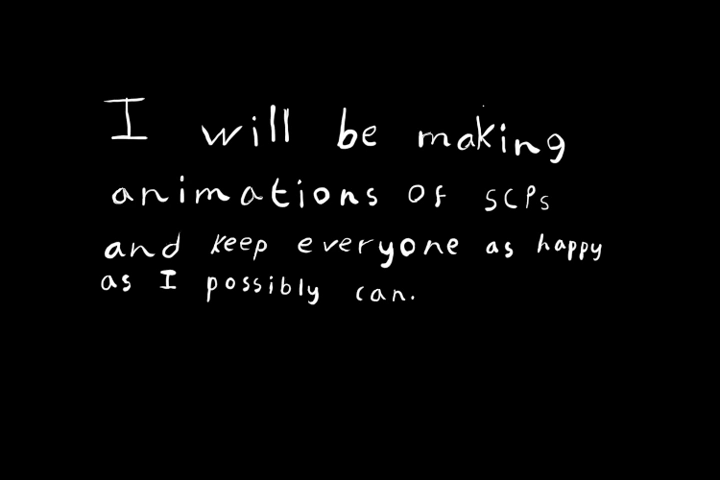 I will be making
animations of SCPs
and keep everyone as happy
as I possibly can.